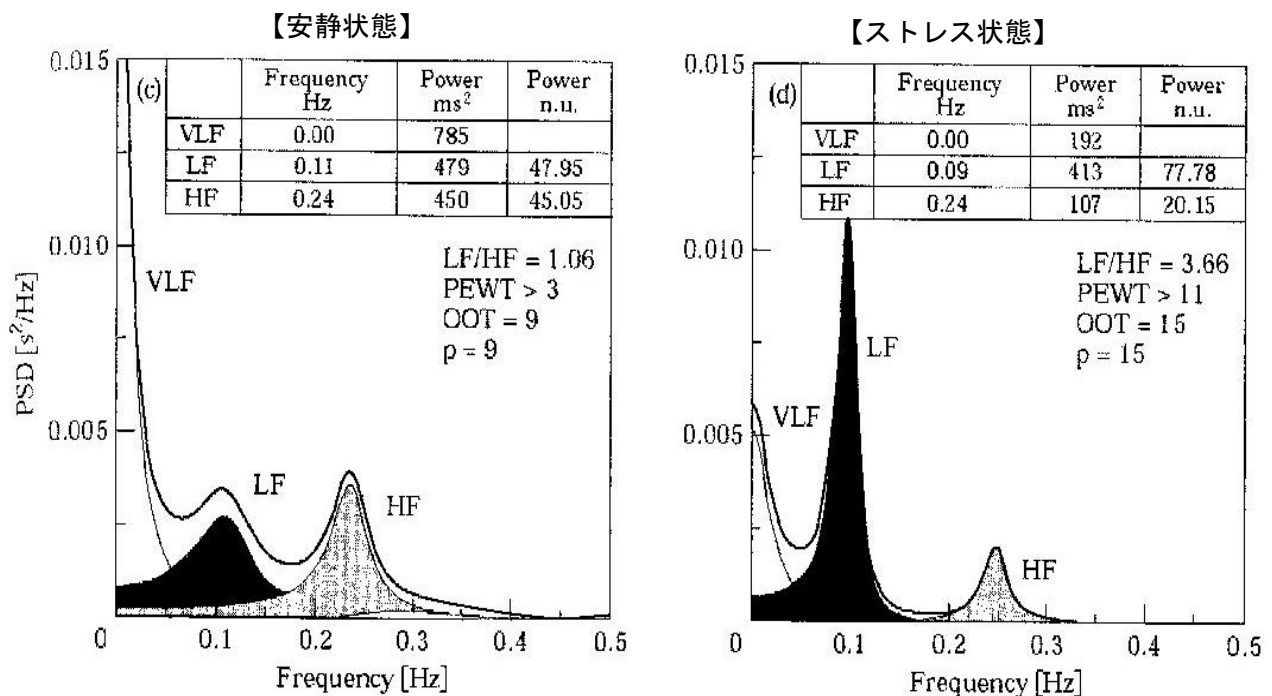 【安静状態】
0.015
(c)
Frequency Hz Power ms² Power n.u.
VLF 0.00 785
LF 0.11 479 47.95
HF 0.24 450 45.05
0.010
VLF
LF/HF = 1.06
PEWT > 3
OOT = 9
p = 9
PSD [s²/Hz]
0.005
LF
HF
0 0.1 0.2 0.3 0.4 0.5
Frequency [Hz]
【ストレス状態】
0.015
(d)
Frequency Hz Power ms² Power n.u.
VLF 0.00 192
LF 0.09 413 77.78
HF 0.24 107 20.15
0.010
LF/HF = 3.66
PEWT > 11
OOT = 15
p = 15
LF
VLF
0.005
HF
0 0.1 0.2 0.3 0.4 0.5
Frequency [Hz]